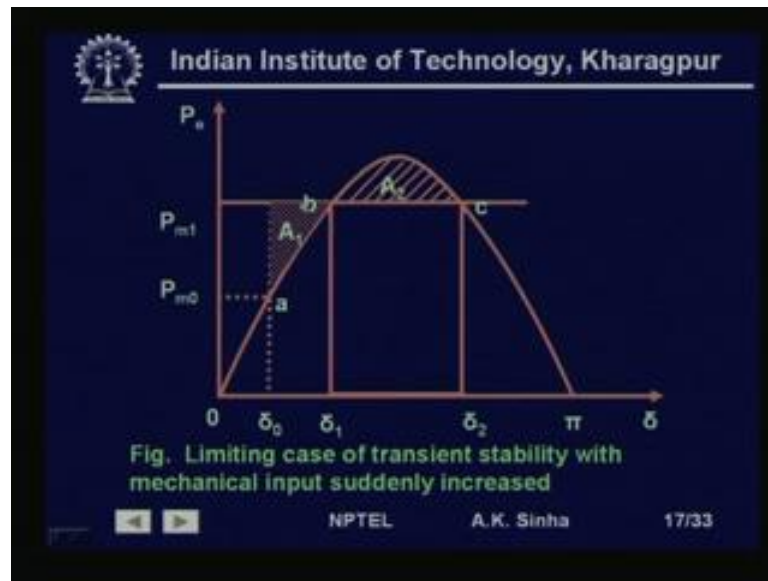 Indian Institute of Technology, Kharagpur
Pₑ
A₂
b
c
Pₘ₁
A₁
Pₘ₀
a
0
δ₀
δ₁
δ₂
π
δ
Fig. Limiting case of transient stability with
mechanical input suddenly increased
NPTEL
A.K. Sinha
17/33